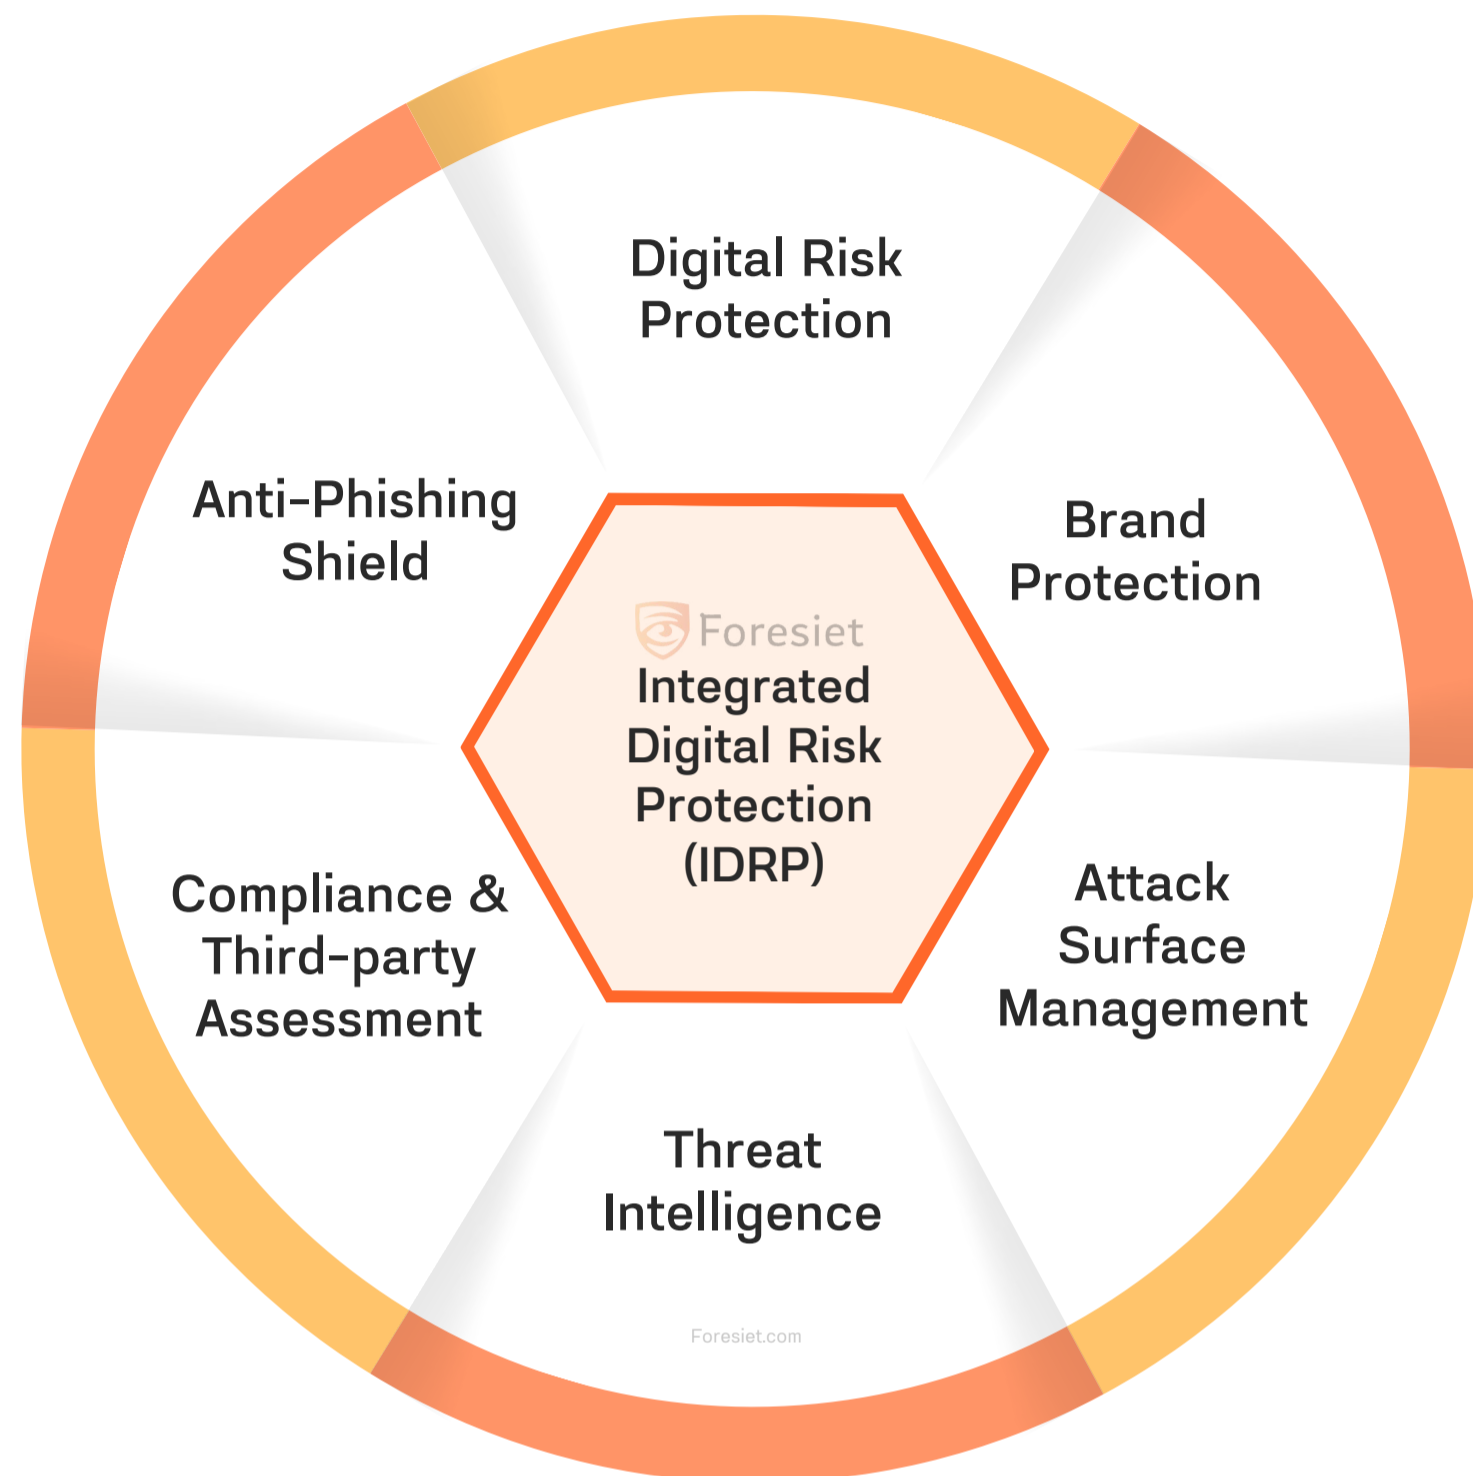 Digital Risk
Protection
Brand
Protection
Attack
Surface
Management
Threat
Intelligence
Compliance &
Third-party
Assessment
Anti-Phishing
Shield
Foresiet
Integrated
Digital Risk
Protection
(IDRP)
Foresiet.com